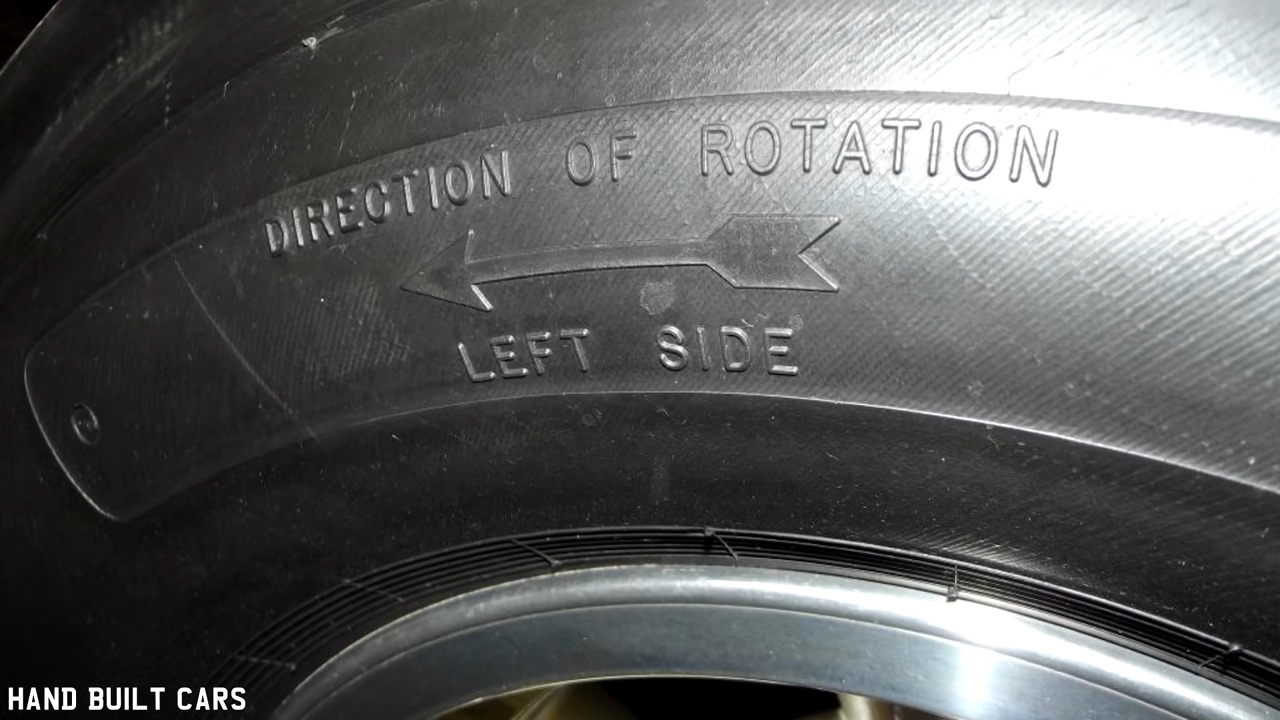 DIRECTION OF ROTATION
LEFT SIDE
HAND BUILT CARS